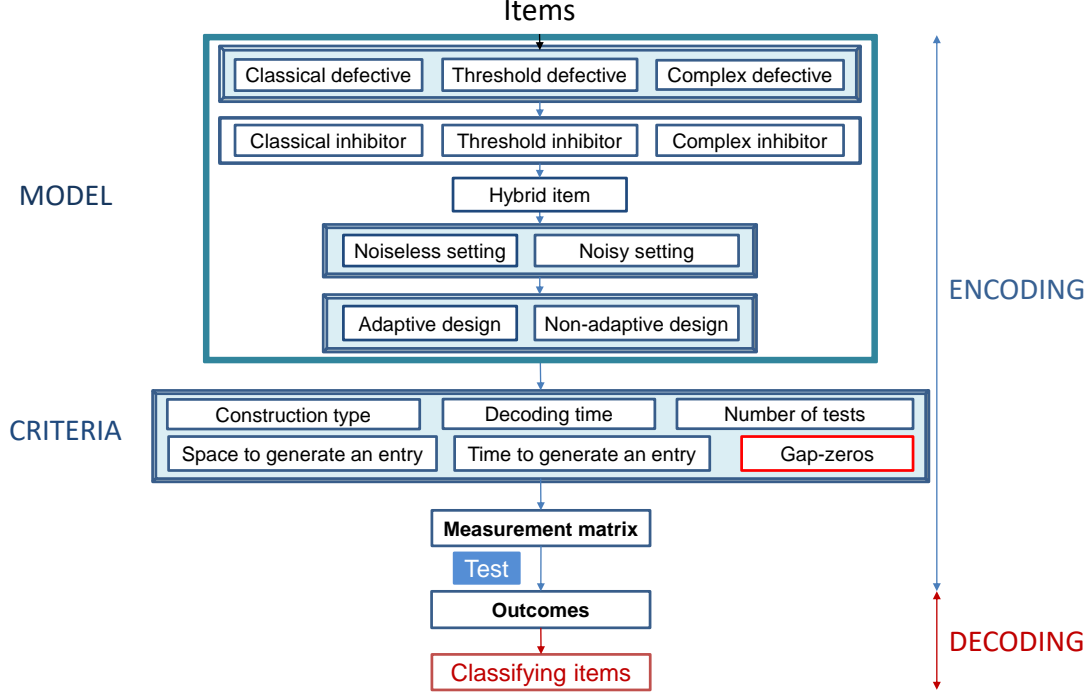 Items
Classical defective
Threshold defective
Complex defective
Classical inhibitor
Threshold inhibitor
Complex inhibitor
MODEL
Hybrid item
Noiseless setting
Noisy setting
ENCODING
Adaptive design
Non-adaptive design
CRITERIA
Construction type
Decoding time
Number of tests
Space to generate an entry
Time to generate an entry
Gap-zeros
Measurement matrix
Test
Outcomes
DECODING
Classifying items